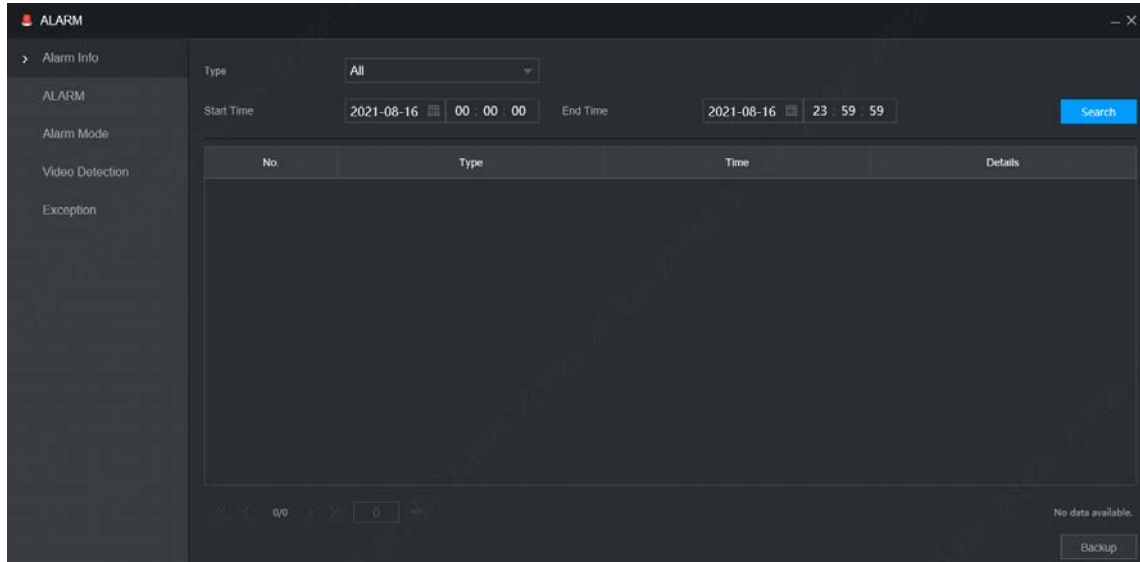 ALARM
Alarm Info
ALARM
Alarm Mode
Video Detection
Exception
Type All
Start Time 2021-08-16 00 : 00 : 00 End Time 2021-08-16 23 : 59 : 59 Search
No. Type Time Details
0/0 0
No data available.
Backup